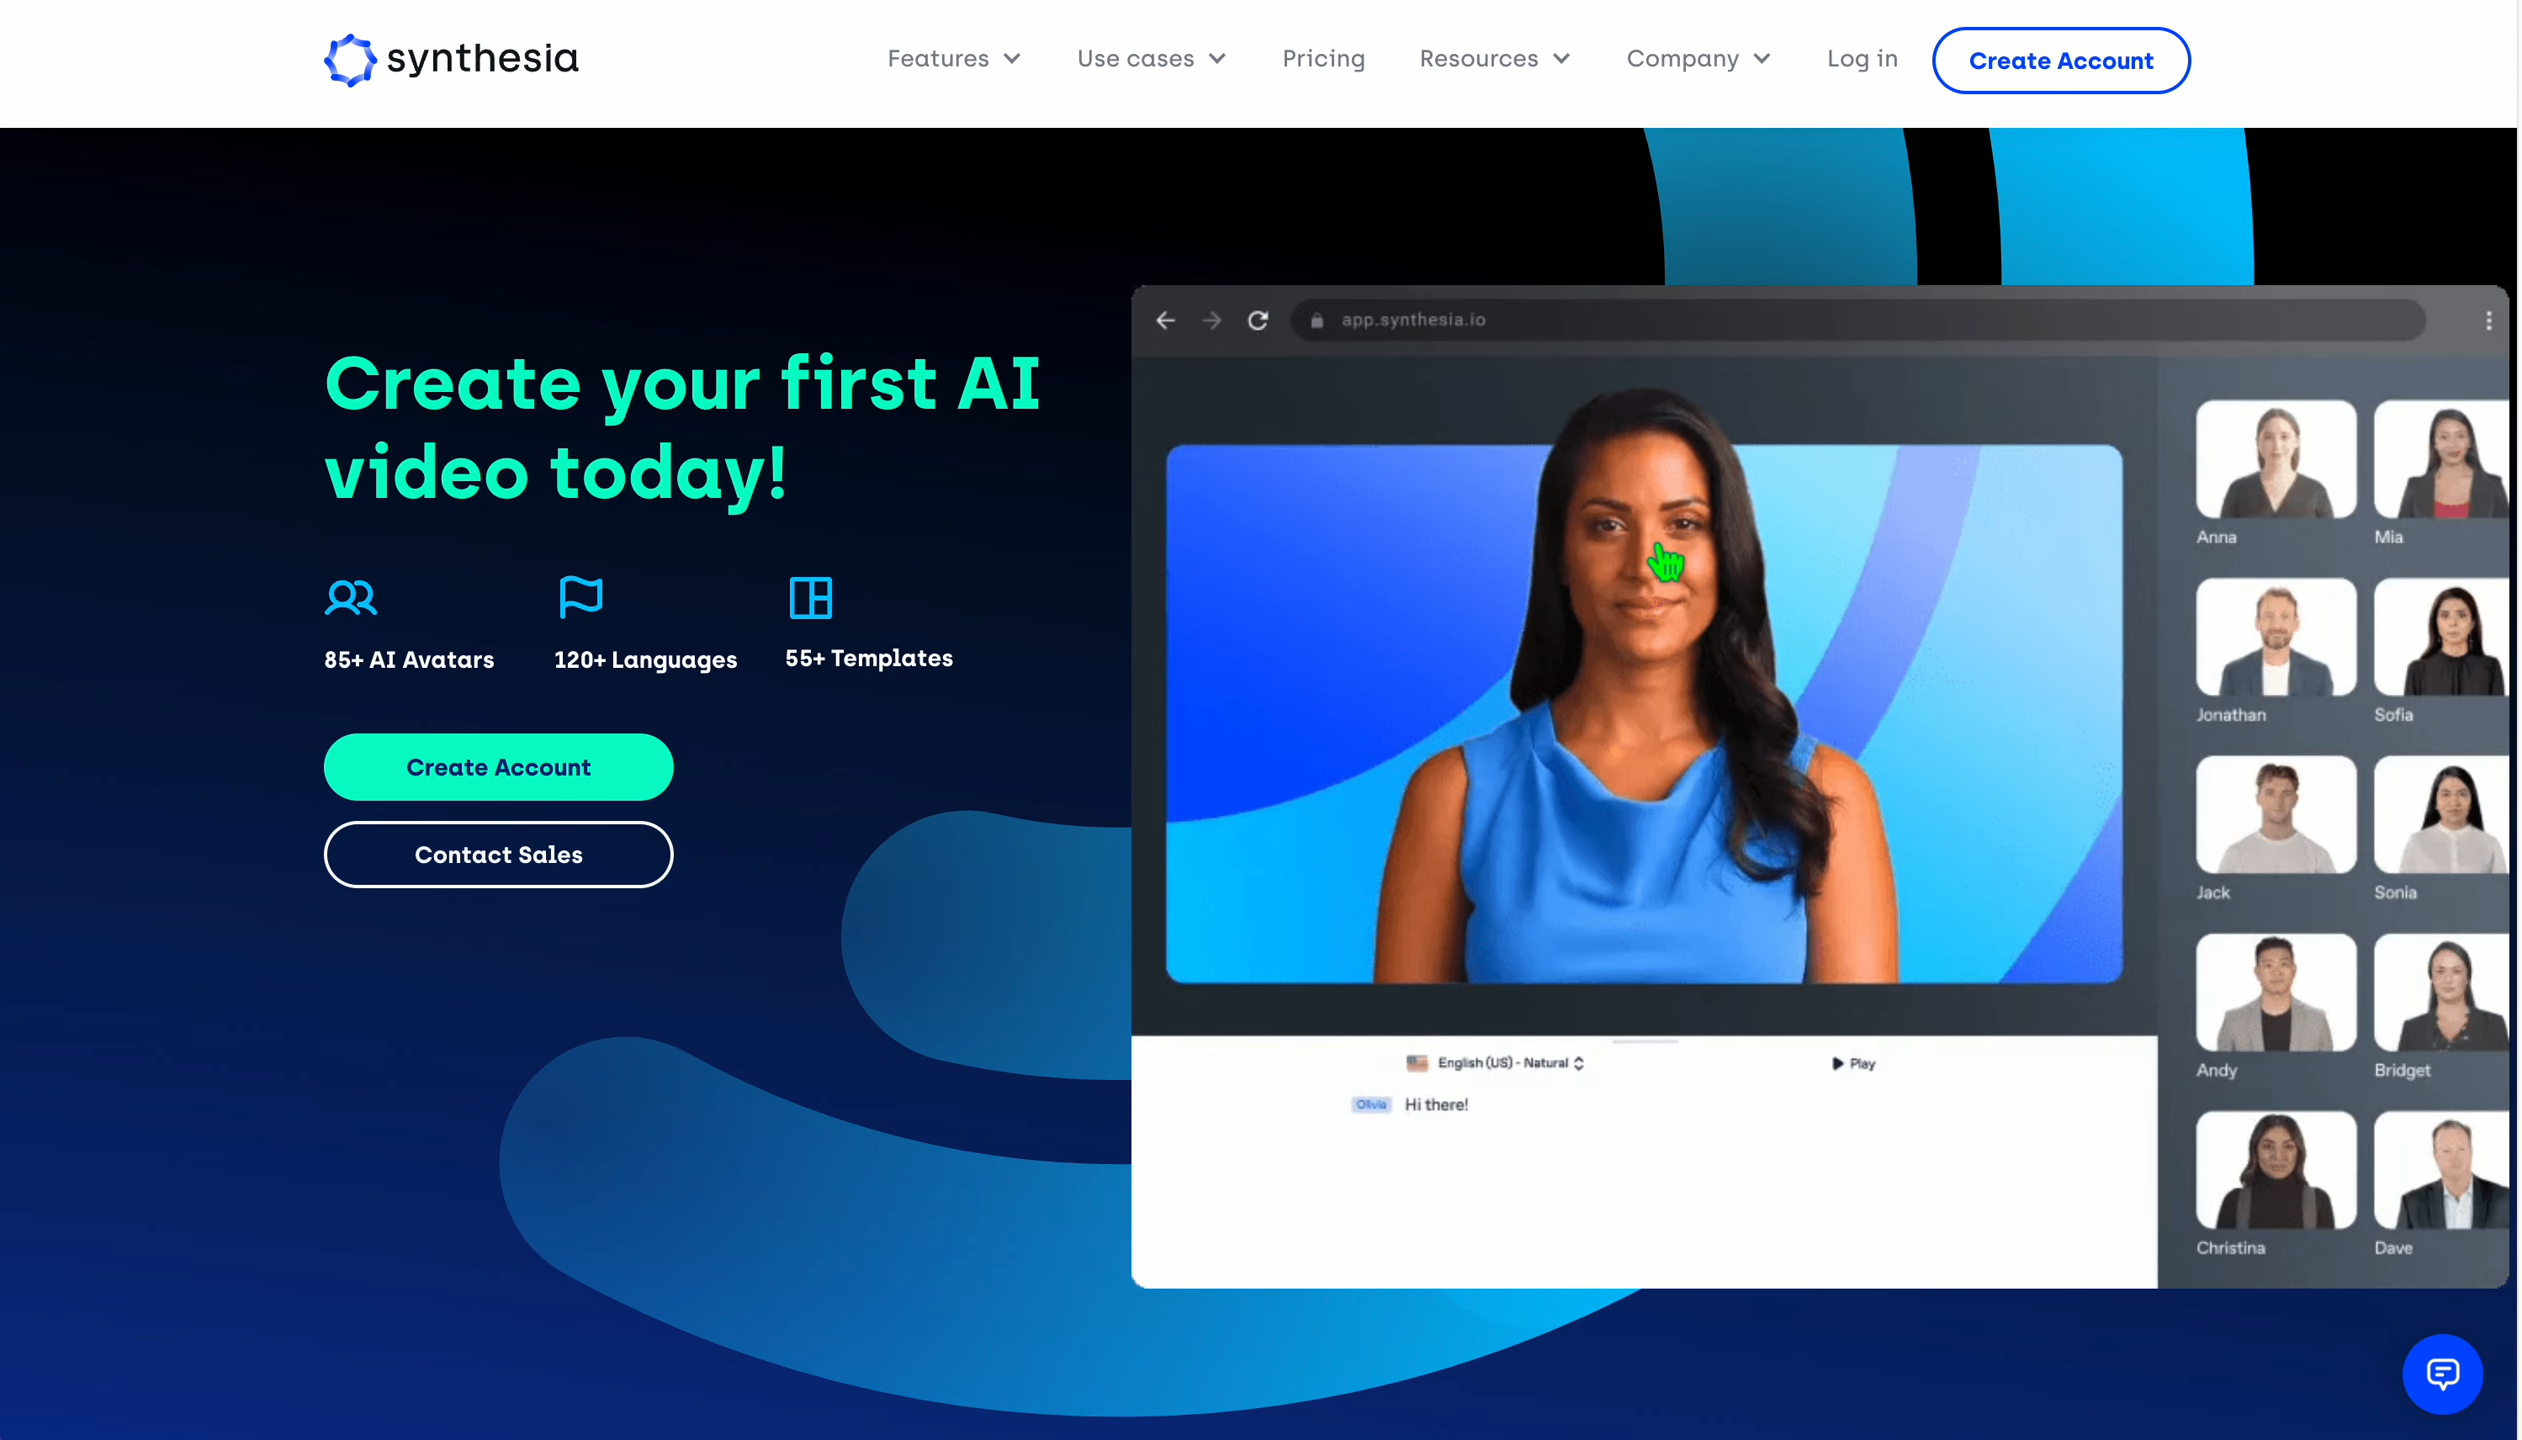 synthesia
Features
Use cases
Pricing
Resources
Company
Log in
Create Account
Create your first AI
video today!
85+ AI Avatars
120+ Languages
55+ Templates
Create Account
Contact Sales
app.synthesia.io
Anna
Mia
Jonathan
Sofia
Jack
Sonia
Andy
Bridget
Christina
Dave
English (US) - Natural
Play
Olivia Hi there!